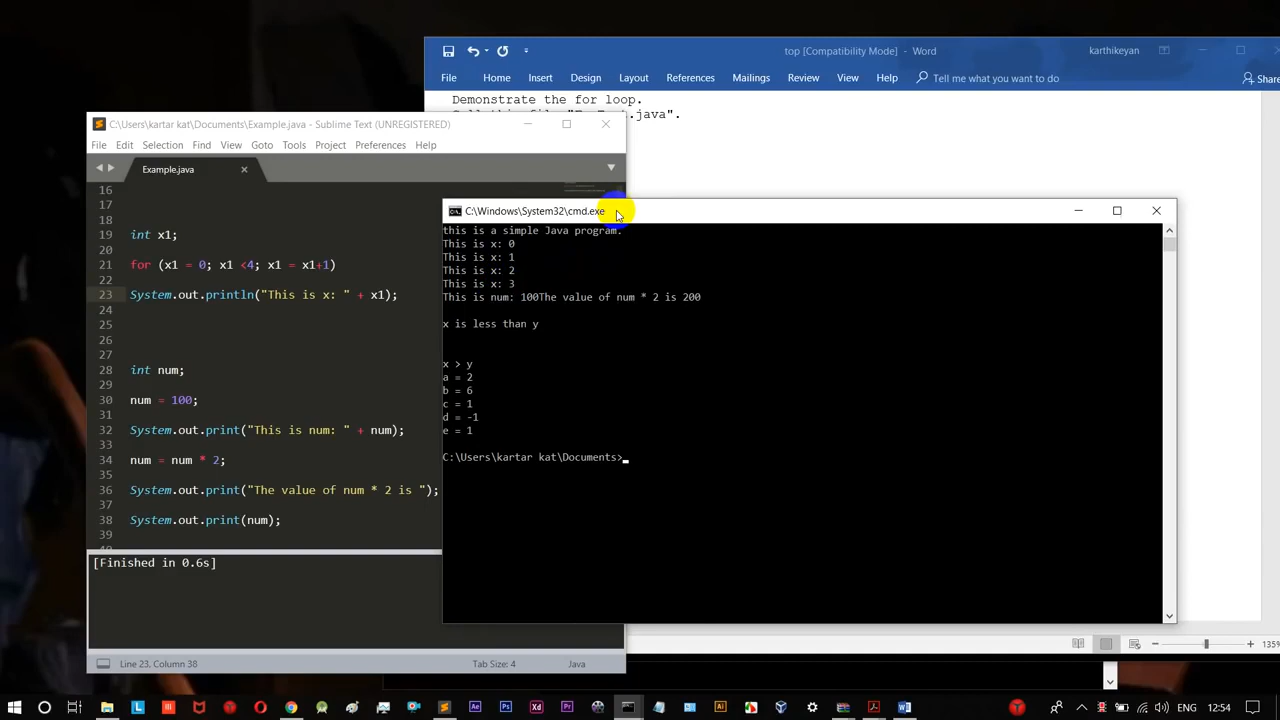 top [Compatibility Mode] - Word
karthikeyan
File Home Insert Design Layout References Mailings Review View Help Tell me what you want to do Share
Demonstrate the for loop.
.java".
C:\Users\kartar kat\Documents\Example.java - Sublime Text (UNREGISTERED)
File Edit Selection Find View Goto Tools Project Preferences Help
Example.java
16
17
18
19 int x1;
20
21 for (x1 = 0; x1 <4; x1 = x1+1)
22
23 System.out.println("This is x: " + x1);
24
25
26
27
28 int num;
29
30 num = 100;
31
32 System.out.print("This is num: " + num);
33
34 num = num * 2;
35
36 System.out.print("The value of num * 2 is ");
37
38 System.out.print(num);
39
[Finished in 0.6s]
Line 23, Column 38
Tab Size: 4
Java
C:\Windows\System32\cmd.exe
this is a simple Java program.
This is x: 0
This is x: 1
This is x: 2
This is x: 3
This is num: 100The value of num * 2 is 200
x is less than y
x > y
a = 2
b = 6
c = 1
d = -1
e = 1
C:\Users\kartar kat\Documents>
135%
L Ae Ps Xd Pr Ai
ENG 12:54